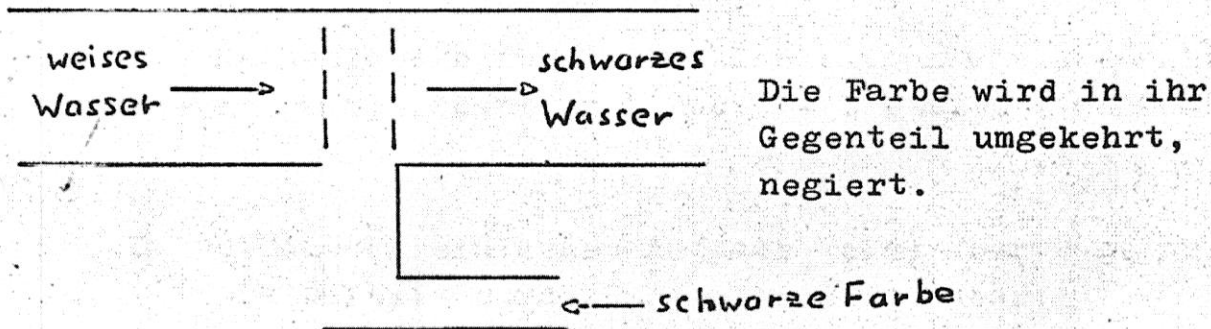 weises
Wasser
schwarzes
Wasser
Die Farbe wird in ihr
Gegenteil umgekehrt,
negiert.
schwarze Farbe